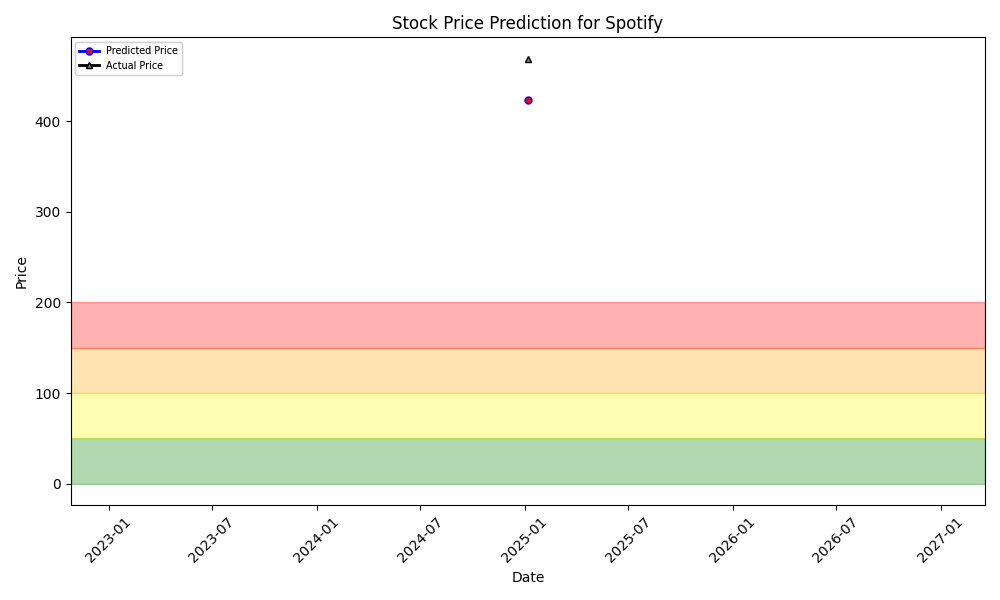 Stock Price Prediction for Spotify
Predicted Price
Actual Price
Price
400
300
200
100
0
2023-01
2023-07
2024-01
2024-07
2025-01
2025-07
2026-01
2026-07
2027-01
Date